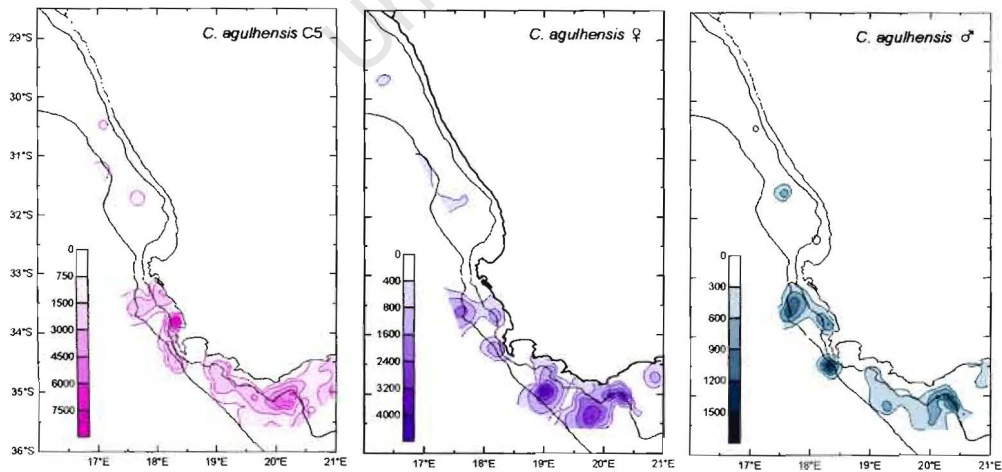 C. agulhensis C5
C. agulhensis ♀
C. agulhensis ♂
29°S
30°S
31°S
32°S
33°S
34°S
35°S
36°S
0
750
1500
3000
4500
6000
7500
0
400
800
1600
2400
3200
4000
0
300
600
900
1200
1500
17°E 18°E 19°E 20°E 21°E
17°E 18°E 19°E 20°E 21°E
17°E 18°E 19°E 20°E 21°E